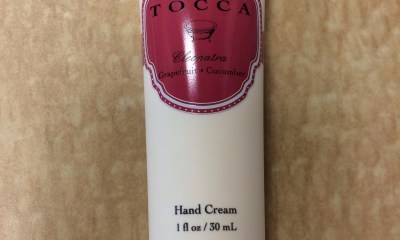 TOCCA
Cleopatra
Grapefruit • Cucumber
Hand Cream
1 fl oz / 30 mL